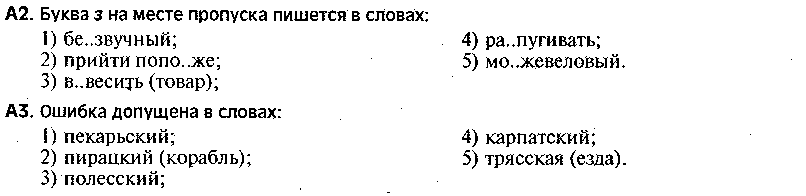 А2. Буква з на месте пропуска пишется в словах:
1) бе..звучный;
2) прийти попо..же;
3) в..весить (товар);
4) ра..пугивать;
5) мо..жевеловый.
А3. Ошибка допущена в словах:
1) пекарьский;
2) пирацкий (корабль);
3) полесский;
4) карпатский;
5) трясская (езда).